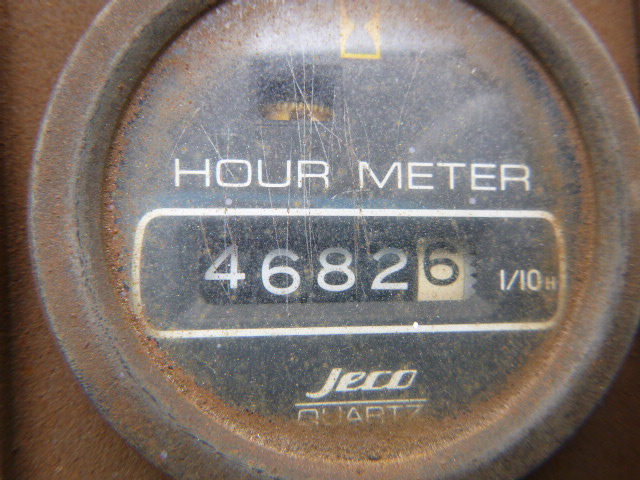 HOUR METER
46826 1/10H
Jeco
QUARTZ